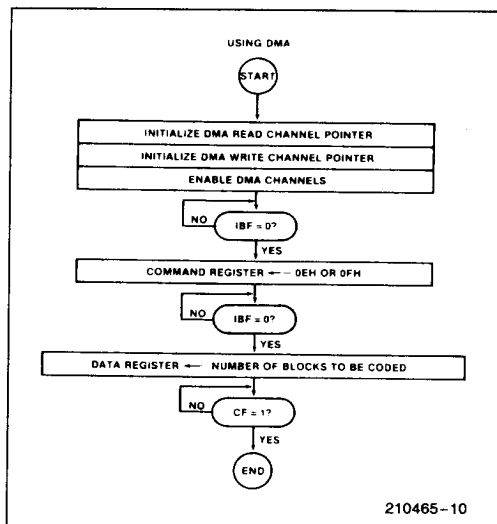 USING DMA
START
INITIALIZE DMA READ CHANNEL POINTER
INITIALIZE DMA WRITE CHANNEL POINTER
ENABLE DMA CHANNELS
NO
IBF = 0?
YES
COMMAND REGISTER ← 0EH OR 0FH
NO
IBF = 0?
YES
DATA REGISTER ← NUMBER OF BLOCKS TO BE CODED
NO
CF = 1?
YES
END
210465-10